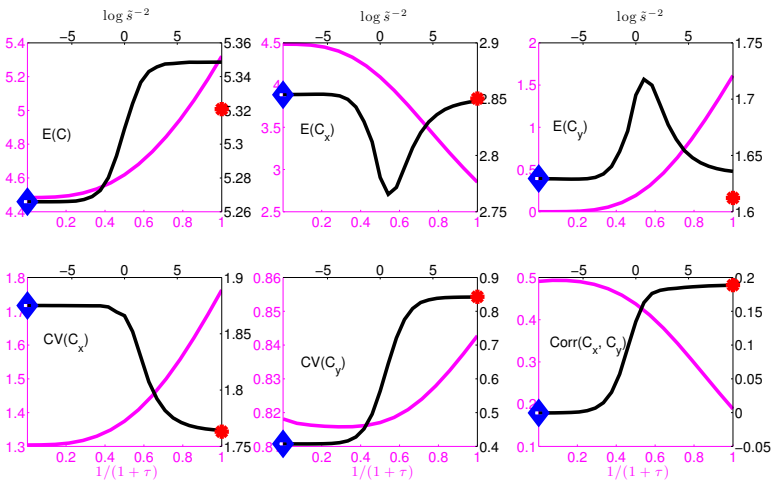 log s̃⁻² log s̃⁻² log s̃⁻²
−5 0 5 −5 0 5 −5 0 5
5.4 5.36 4.5 2.9 2 1.75
5.2 5.34 4 2.85 1.5 1.7
5 5.32 3.5 2.8 1 1.65
4.8 5.3 3 2.75 0.5 1.6
4.6 5.28 2.5 0
4.4 5.26
E(C) E(C_x) E(C_y)
0.2 0.4 0.6 0.8 1 0.2 0.4 0.6 0.8 1 0.2 0.4 0.6 0.8 1
−5 0 5 −5 0 5 −5 0 5
1.8 1.9 0.86 0.9 0.5 0.2
1.7 1.85 0.85 0.8 0.4 0.15
1.6 1.8 0.84 0.7 0.3 0.1
1.5 1.75 0.83 0.6 0.2 0.05
1.4 0.82 0.5 0.1 0
1.3 0.8 0.4 −0.05
CV(C_x) CV(C_y) Corr(C_x, C_y)
0.2 0.4 0.6 0.8 1 0.2 0.4 0.6 0.8 1 0.2 0.4 0.6 0.8 1
1/(1 + τ) 1/(1 + τ) 1/(1 + τ)